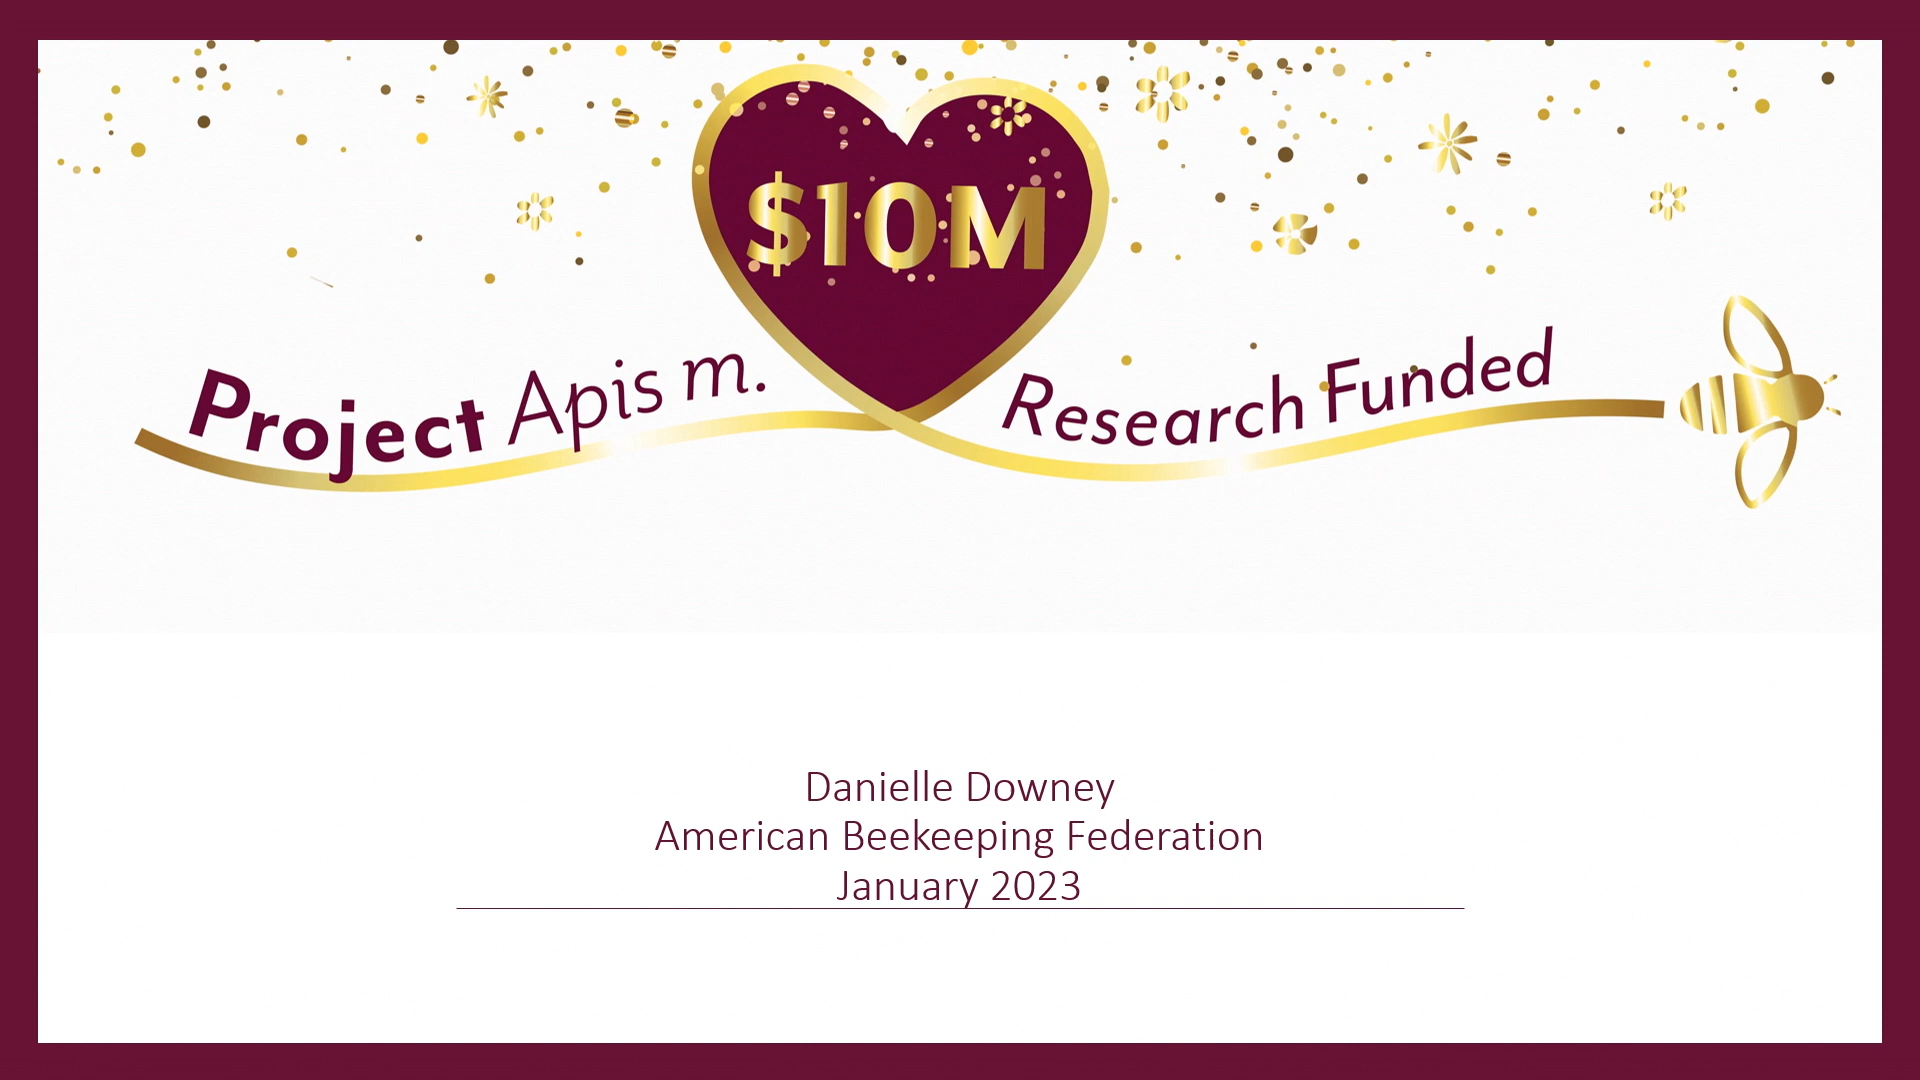 $10M
Project Apis m. Research Funded
Danielle Downey
American Beekeeping Federation
January 2023